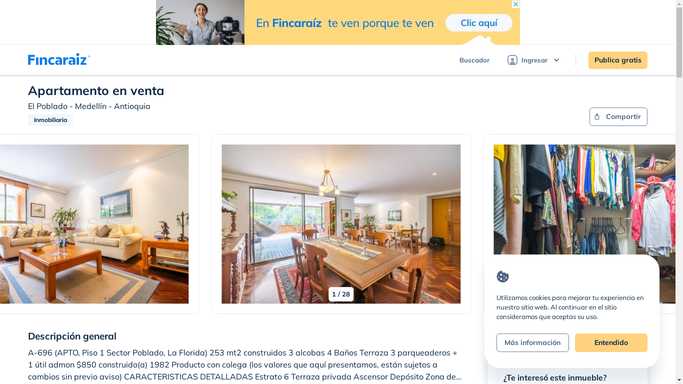 En Fincaraíz te ven porque te ven
Clic aquí
Fincaraiz
Buscador
Ingresar
Publica gratis
Apartamento en venta
El Poblado - Medellín - Antioquia
Inmobiliaria
Compartir
1 / 28
Utilizamos cookies para mejorar tu experiencia en
nuestro sitio web. Al continuar en el sitio
consideramos que aceptas su uso.
Más información
Entendido
Descripción general
A-696 (APTO, Piso 1 Sector Poblado, La Florida) 253 mt2 construidos 3 alcobas 4 Baños Terraza 3 parqueaderos +
1 útil admon $850 construido(a) 1982 Producto con colega (los valores que aquí presentamos, están sujetos a
cambios sin previo aviso) CARACTERISTICAS DETALLADAS Estrato 6 Terraza privada Ascensor Depósito Zona de...
¿Te interesó este inmueble?